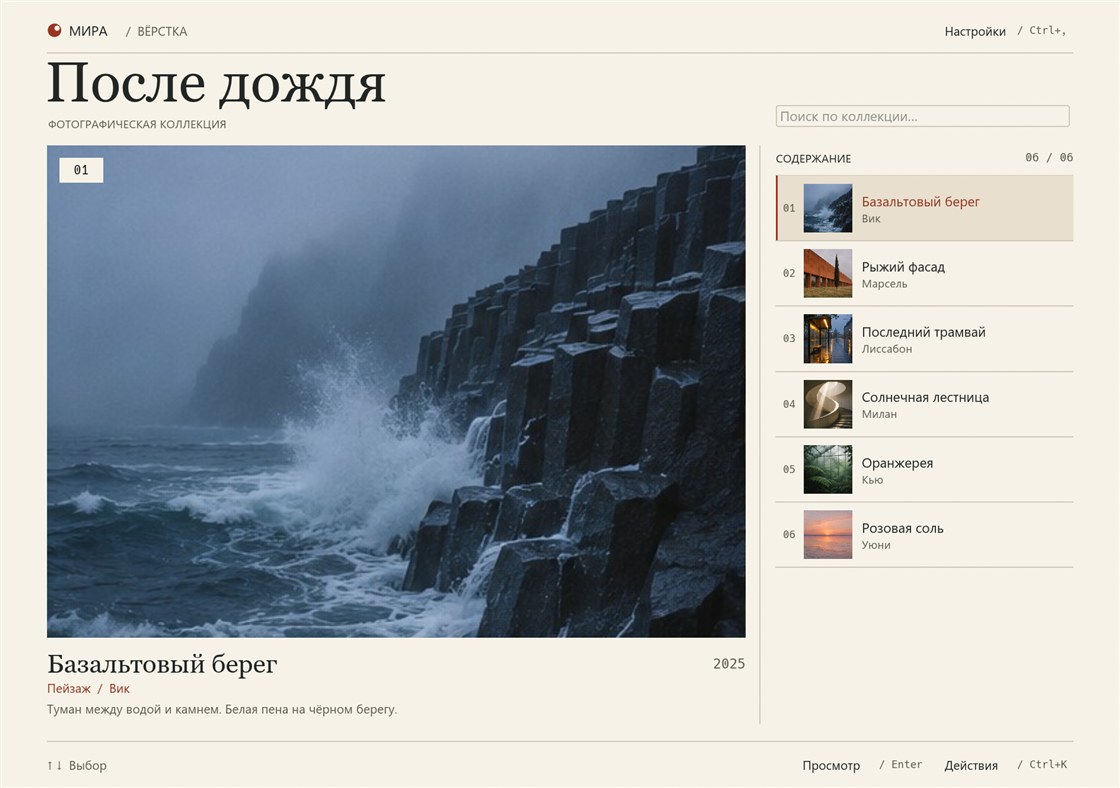 МИРА / ВЁРСТКА
Настройки / Ctrl+,
После дождя
ФОТОГРАФИЧЕСКАЯ КОЛЛЕКЦИЯ
Поиск по коллекции...
01
СОДЕРЖАНИЕ 06 / 06
01 Базальтовый берег
Вик
02 Рыжий фасад
Марсель
03 Последний трамвай
Лиссабон
04 Солнечная лестница
Милан
05 Оранжерея
Кью
06 Розовая соль
Уюни
Базальтовый берег 2025
Пейзаж / Вик
Туман между водой и камнем. Белая пена на чёрном берегу.
↑↓ Выбор
Просмотр / Enter Действия / Ctrl+K